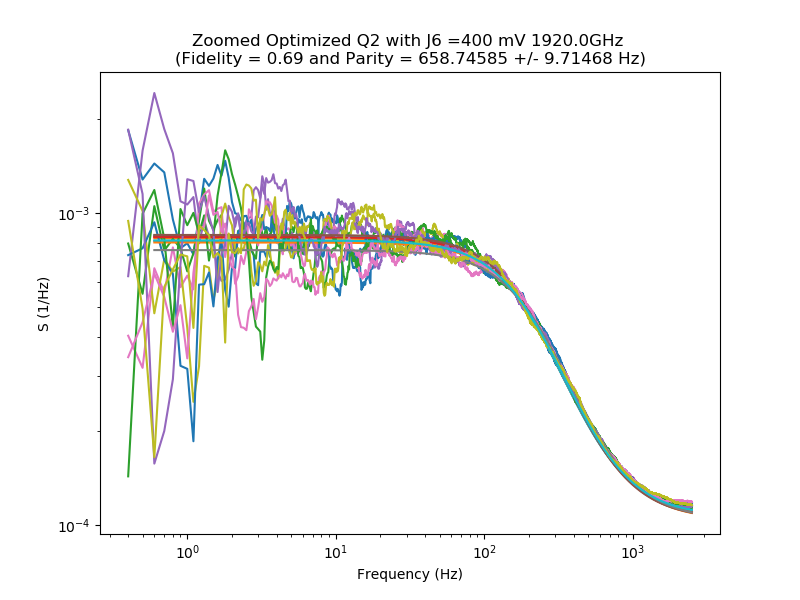 Zoomed Optimized Q2 with J6 =400 mV 1920.0GHz
(Fidelity = 0.69 and Parity = 658.74585 +/- 9.71468 Hz)
S (1/Hz)
10⁻³
10⁻⁴
10⁰ 10¹ 10² 10³
Frequency (Hz)